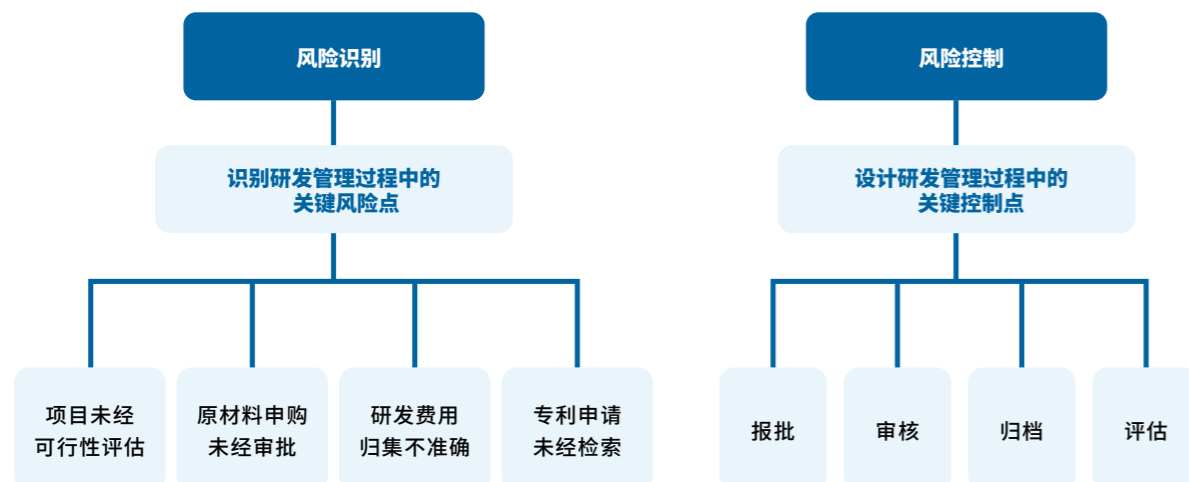 风险识别
识别研发管理过程中的
关键风险点
项目未经
可行性评估
原材料申购
未经审批
研发费用
归集不准确
专利申请
未经检索
风险控制
设计研发管理过程中的
关键控制点
报批
审核
归档
评估